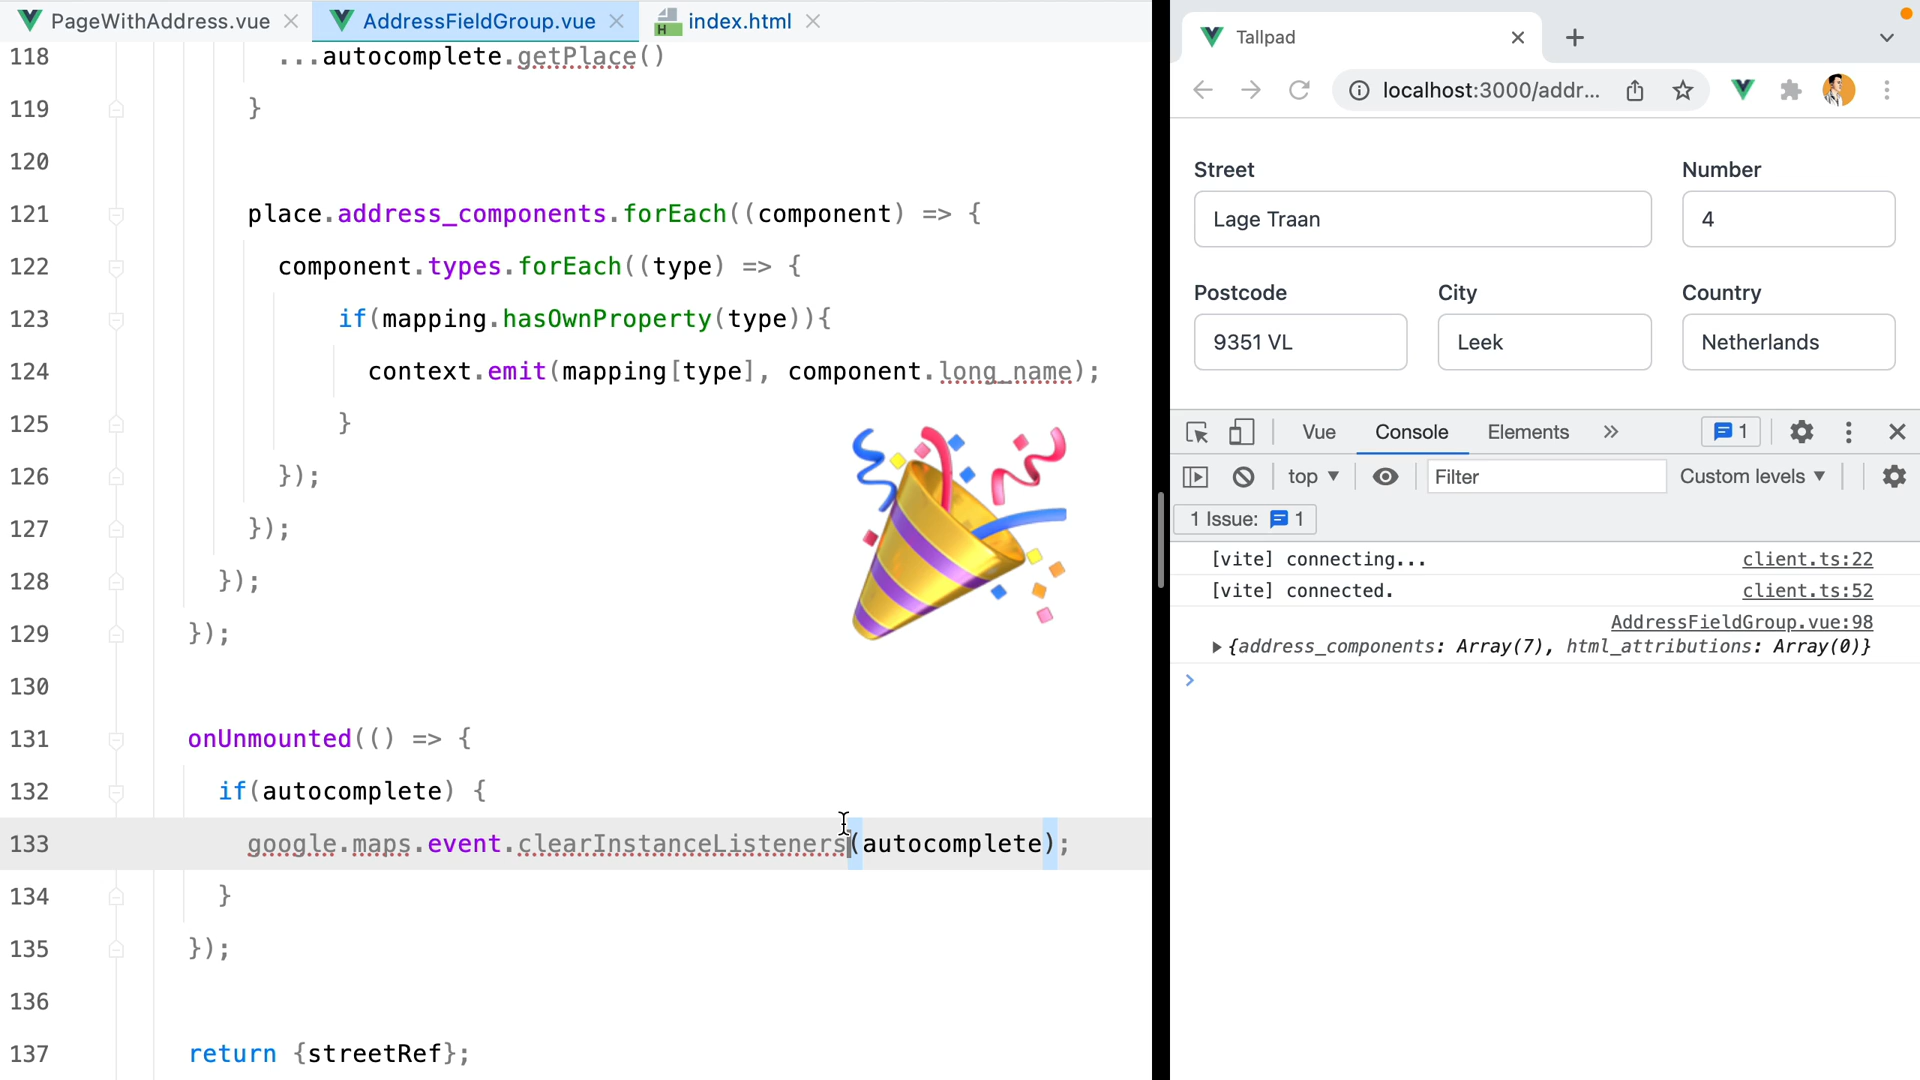 PageWithAddress.vue
AddressFieldGroup.vue
index.html
118 ...autocomplete.getPlace()
119 }
120
121 place.address_components.forEach((component) => {
122 component.types.forEach((type) => {
123 if(mapping.hasOwnProperty(type)){
124 context.emit(mapping[type], component.long_name);
125 }
126 });
127 });
128 });
129 });
130
131 onUnmounted(() => {
132 if(autocomplete) {
133 google.maps.event.clearInstanceListeners(autocomplete);
134 }
135 });
136
137 return {streetRef};
Tallpad
localhost:3000/addr...
Street Number
Lage Traan 4
Postcode City Country
9351 VL Leek Netherlands
Vue Console Elements » 1
top Filter Custom levels
1 Issue: 1
[vite] connecting... client.ts:22
[vite] connected. client.ts:52
AddressFieldGroup.vue:98
{address_components: Array(7), html_attributions: Array(0)}